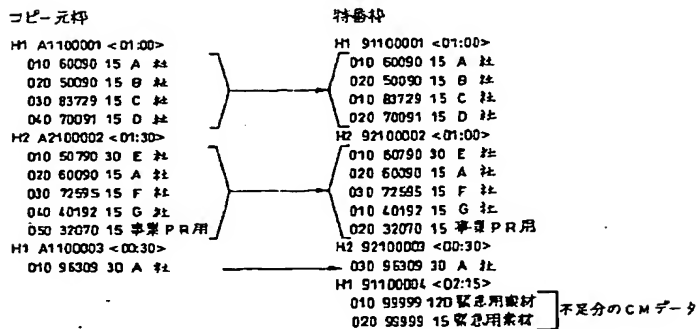 コピー元枠
H1 A1100001 <01:00>
010 60090 15 A 社
020 50090 15 B 社
030 83729 15 C 社
040 70091 15 D 社
H2 A2100002 <01:30>
010 50790 30 E 社
020 60090 15 A 社
030 72595 15 F 社
040 40192 15 G 社
050 32070 15 事業PR用
H1 A1100003 <00:30>
010 96309 30 A 社
特番枠
H1 91100001 <01:00>
010 60090 15 A 社
020 50090 15 B 社
010 83729 15 C 社
020 70091 15 D 社
H2 92100002 <01:00>
010 60790 30 E 社
020 60090 15 A 社
030 72595 15 F 社
010 40192 15 G 社
020 32070 15 事業PR用
H2 92100003 <00:30>
030 96309 30 A 社
H1 91100004 <02:15>
010 99999 120 緊急用素材
020 99999 15 緊急用素材
不足分のCMデータ